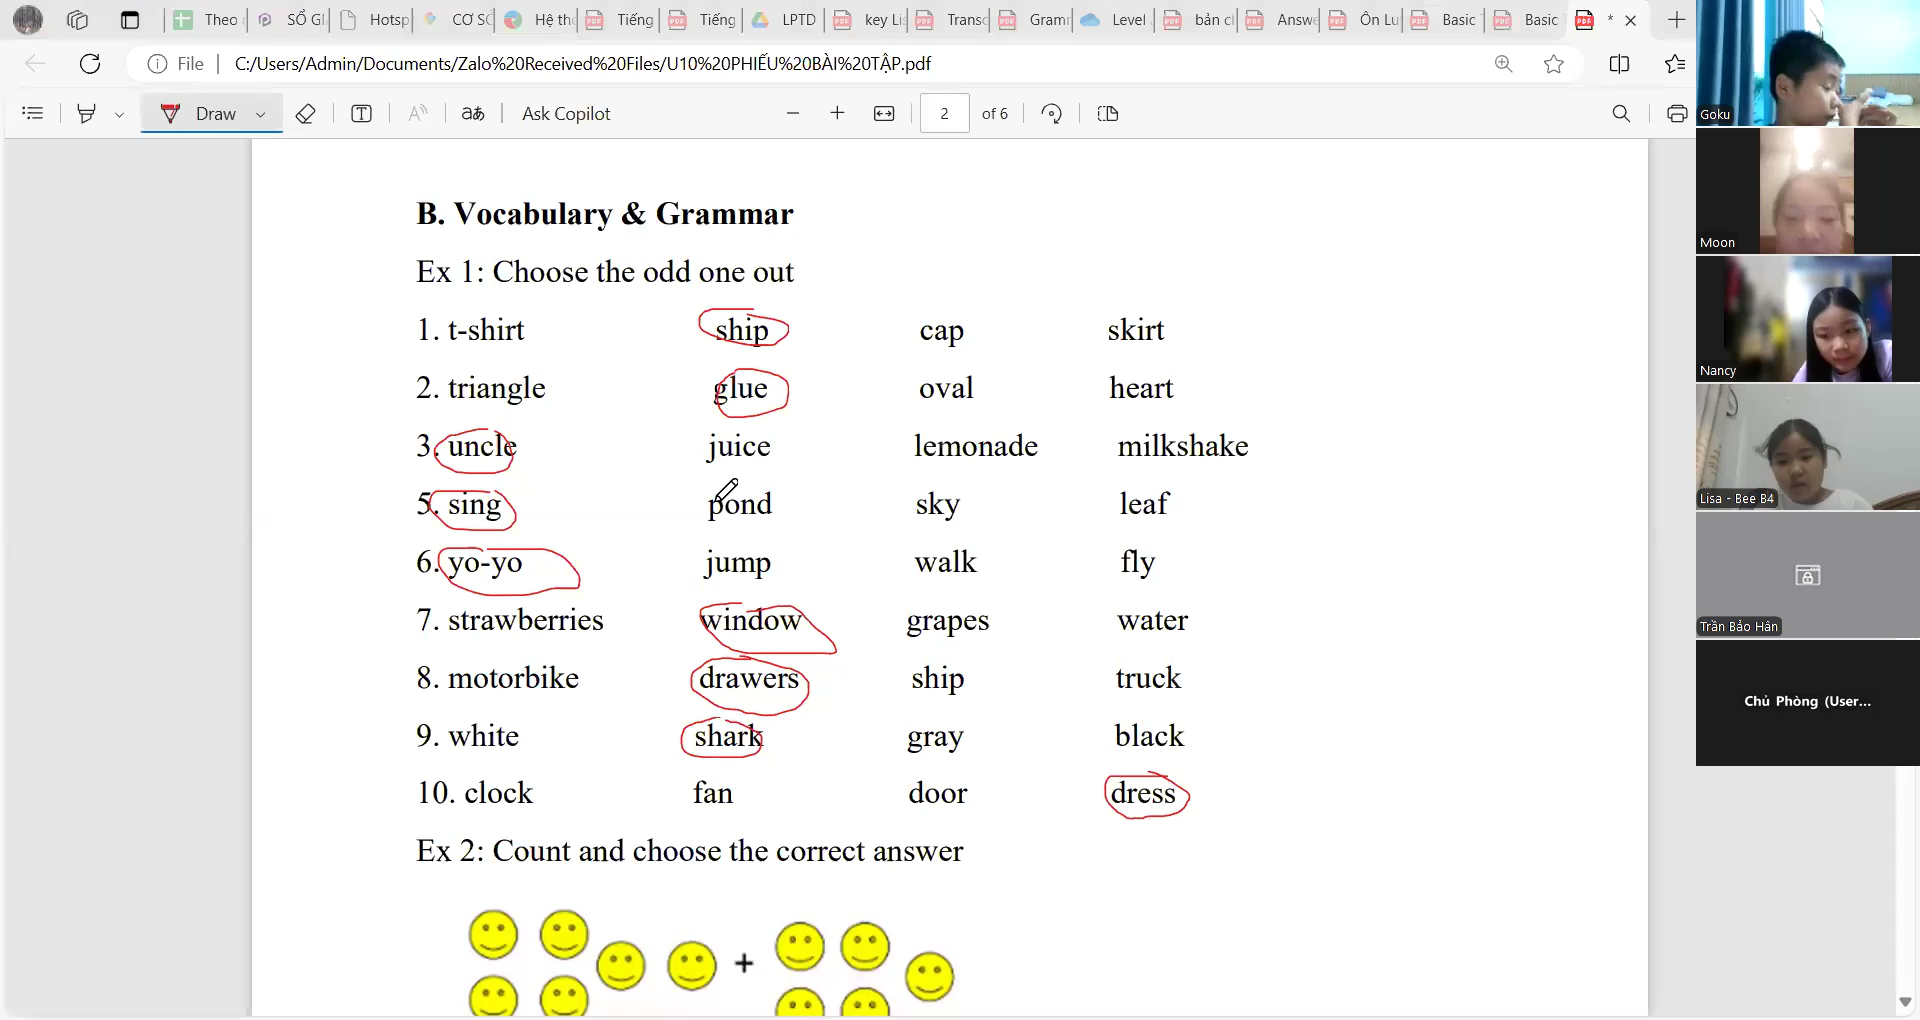 Theo
SỔ GI
Hotsp
CƠ SỞ
Hệ th
Tiếng
Tiếng
LPTD
key Li
Transc
Gram
Level
bản cl
Answe
Ôn Lu
Basic
Basic
*
File
C:/Users/Admin/Documents/Zalo%20Received%20Files/U10%20PHIẾU%20BÀI%20TẬP.pdf
Draw
Ask Copilot
2 of 6
B. Vocabulary & Grammar
Ex 1: Choose the odd one out
1. t-shirt ship cap skirt
2. triangle glue oval heart
3. uncle juice lemonade milkshake
5. sing pond sky leaf
6. yo-yo jump walk fly
7. strawberries window grapes water
8. motorbike drawers ship truck
9. white shark gray black
10. clock fan door dress
Ex 2: Count and choose the correct answer
+
Goku
Moon
Nancy
Lisa - Bee B4
Trần Bảo Hân
Chủ Phòng (User...